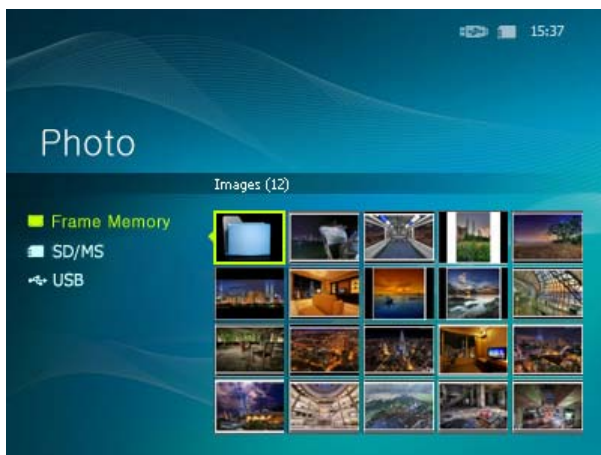 15:37
Photo
Images (12)
Frame Memory
SD/MS
USB